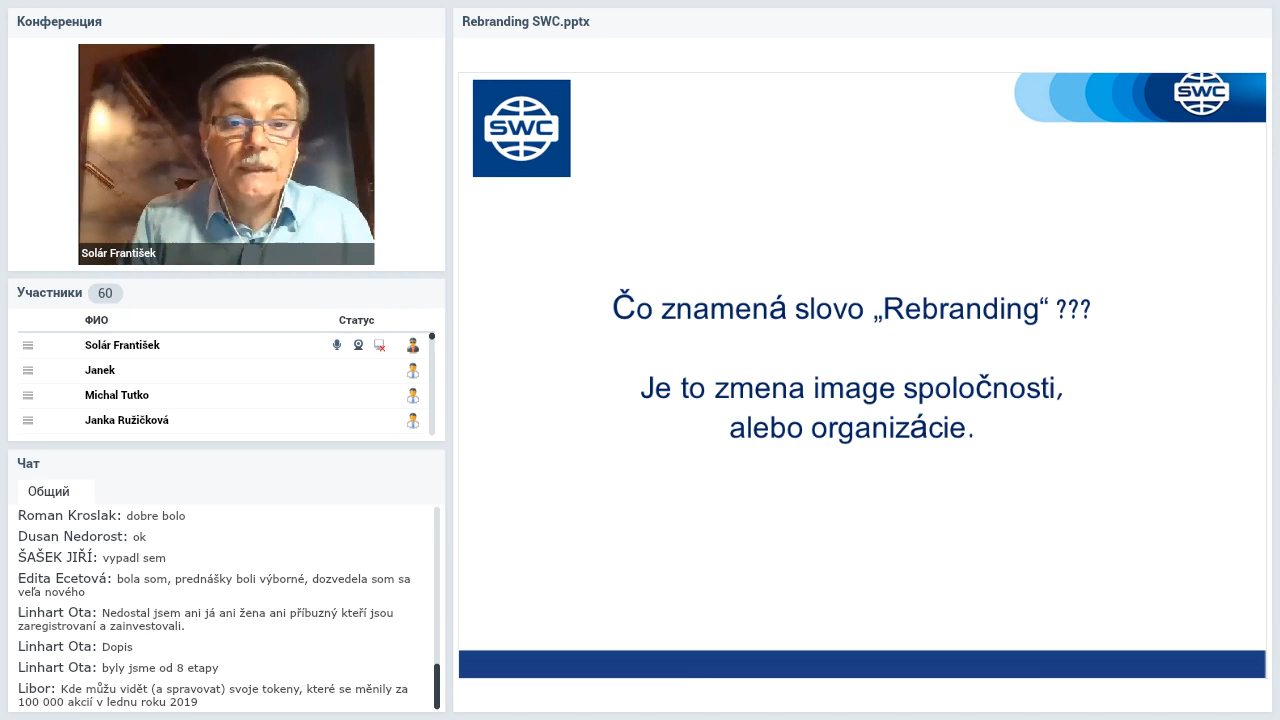 Конференция
Solár František
Участники 60
ФИО Статус
Solár František
Janek
Michal Tutko
Janka Ružičková
Чат
Общий
Roman Kroslak: dobre bolo
Dusan Nedorost: ok
ŠAŠEK JIŘÍ: vypadl sem
Edita Ecetová: bola som, prednášky boli výborné, dozvedela som sa
veľa nového
Linhart Ota: Nedostal jsem ani já ani žena ani příbuzný kteří jsou
zaregistrovaní a zainvestovali.
Linhart Ota: Dopis
Linhart Ota: byly jsme od 8 etapy
Libor: Kde můžu vidět (a spravovat) svoje tokeny, které se měnily za
100 000 akcií v lednu roku 2019
Rebranding SWC.pptx
SWC
SWC
Čo znamená slovo „Rebranding“ ???
Je to zmena image spoločnosti,
alebo organizácie.